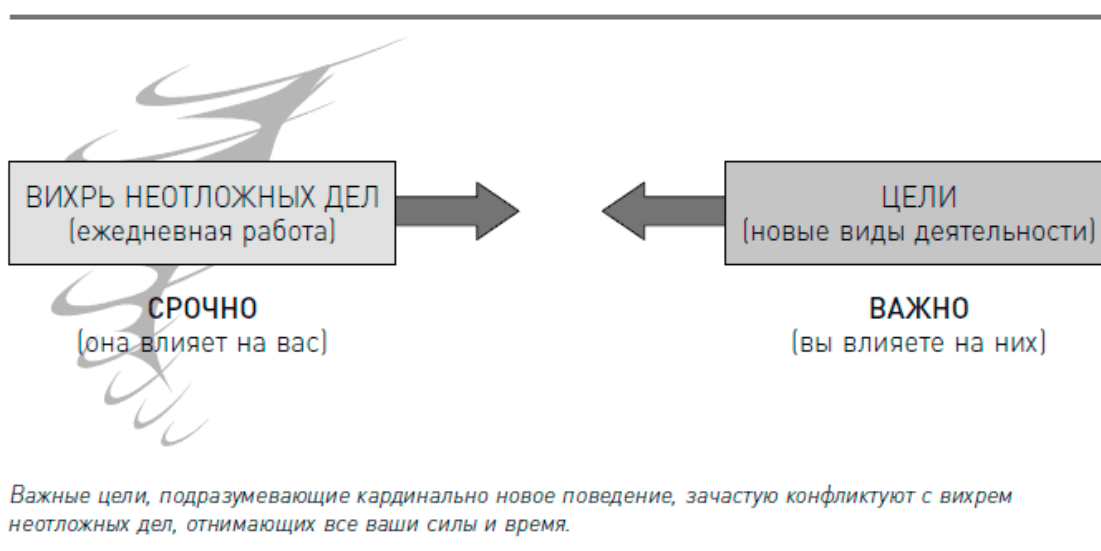 ВИХРЬ НЕОТЛОЖНЫХ ДЕЛ
(ежедневная работа)
СРОЧНО
(она влияет на вас)
ЦЕЛИ
(новые виды деятельности)
ВАЖНО
(вы влияете на них)
Важные цели, подразумевающие кардинально новое поведение, зачастую конфликтуют с вихрем
неотложных дел, отнимающих все ваши силы и время.